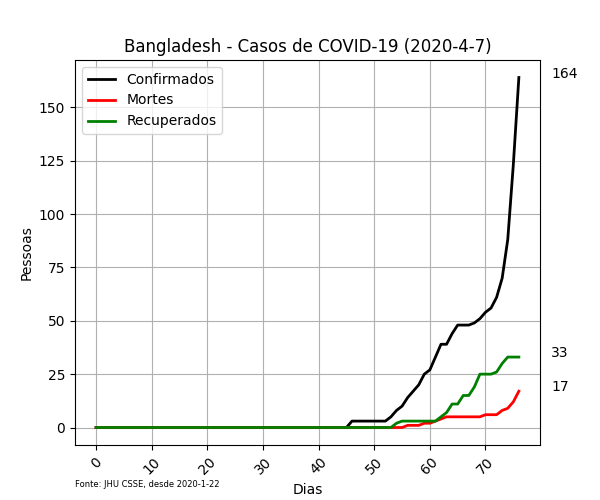 Bangladesh - Casos de COVID-19 (2020-4-7)
Confirmados
Mortes
Recuperados
164
33
17
150
125
100
75
50
25
0
Pessoas
0 10 20 30 40 50 60 70
Fonte: JHU CSSE, desde 2020-1-22
Dias